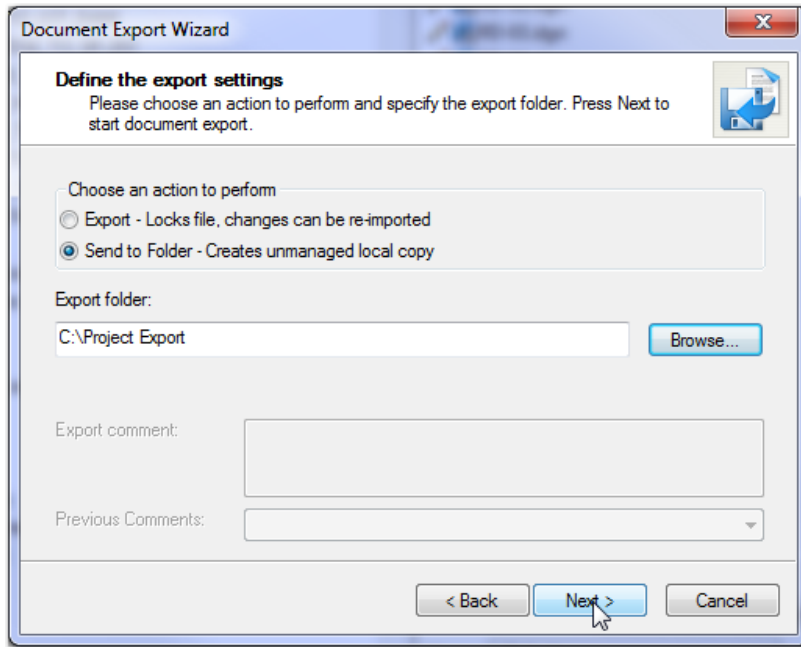 Document Export Wizard
Define the export settings
Please choose an action to perform and specify the export folder. Press Next to
start document export.
Choose an action to perform
Export - Locks file, changes can be re-imported
Send to Folder - Creates unmanaged local copy
Export folder:
C:\Project Export
Browse...
Export comment:
Previous Comments:
< Back
Next >
Cancel